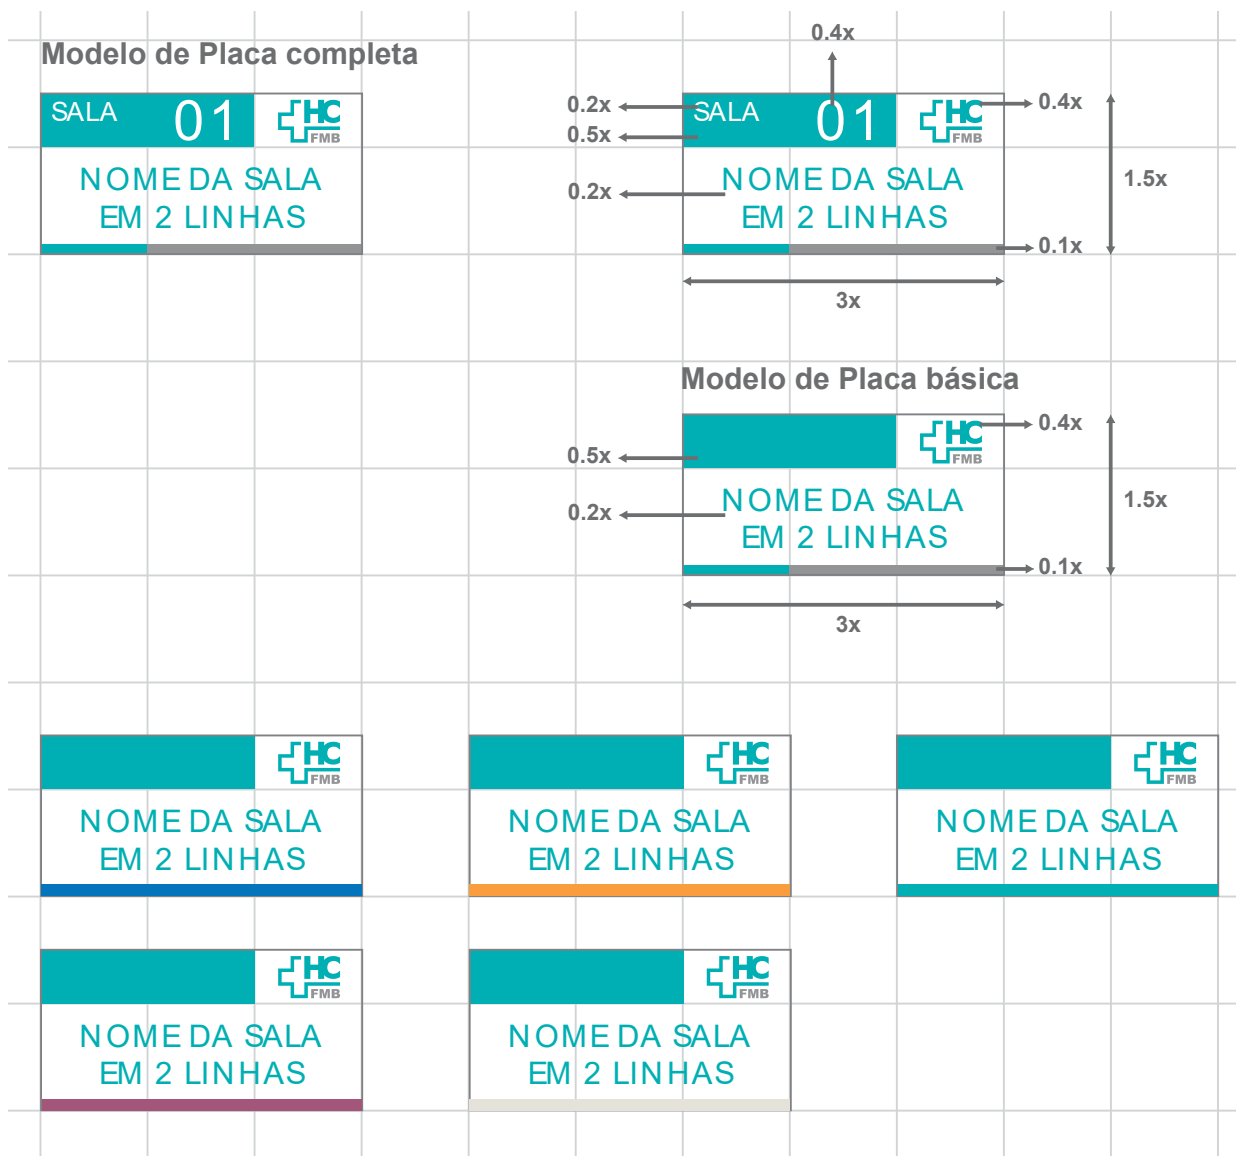 Modelo de Placa completa
0.4x
SALA 01 HC
FMB
NOME DA SALA
EM 2 LINHAS
0.2x
0.5x
0.2x
SALA 01 HC
FMB
NOME DA SALA
EM 2 LINHAS
0.4x
1.5x
0.1x
3x
Modelo de Placa básica
0.5x
0.2x
HC
FMB
NOME DA SALA
EM 2 LINHAS
0.4x
1.5x
0.1x
3x
HC
FMB
NOME DA SALA
EM 2 LINHAS
HC
FMB
NOME DA SALA
EM 2 LINHAS
HC
FMB
NOME DA SALA
EM 2 LINHAS
HC
FMB
NOME DA SALA
EM 2 LINHAS
HC
FMB
NOME DA SALA
EM 2 LINHAS